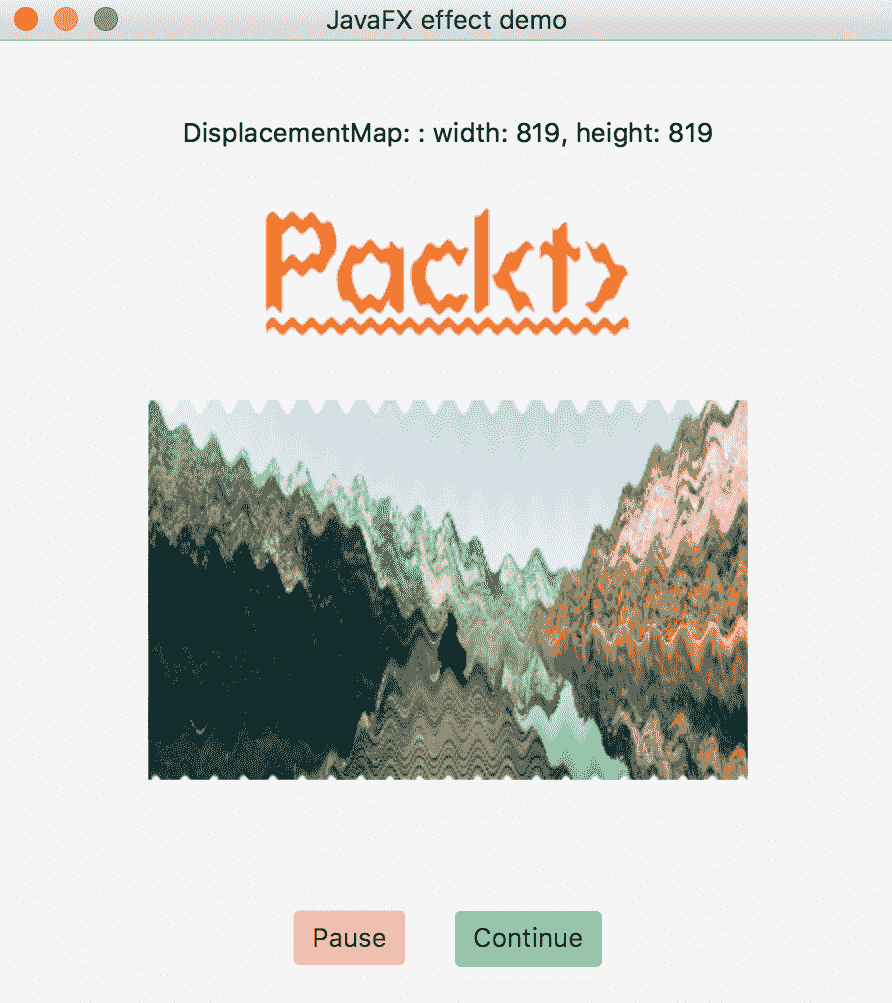 JavaFX effect demo
DisplacementMap: : width: 819, height: 819
Packt>
Pause
Continue